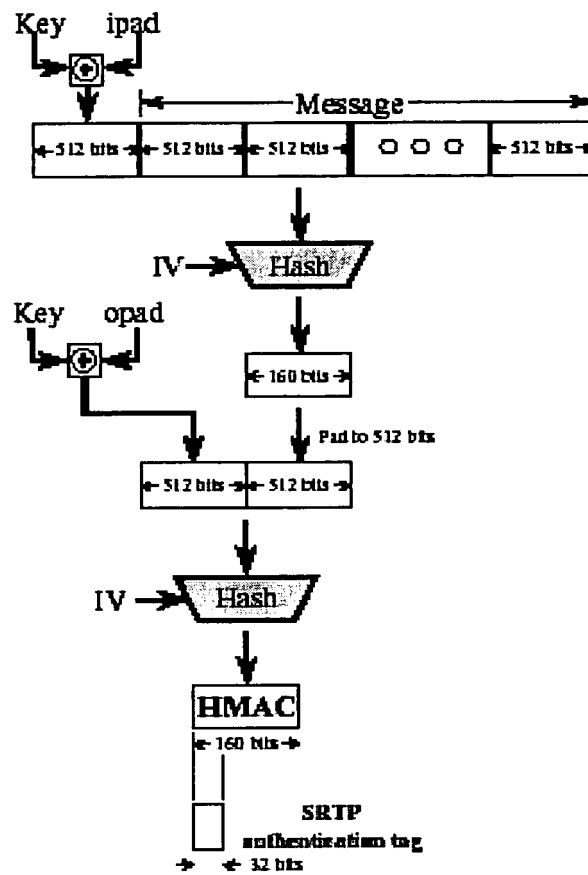 Key ipad
Message
512 bits 512 bits 512 bits 512 bits
IV Hash
Key opad
160 bits
Pad to 512 bits
512 bits 512 bits
IV Hash
HMAC
160 bits
SRTP
authentication tag
32 bits